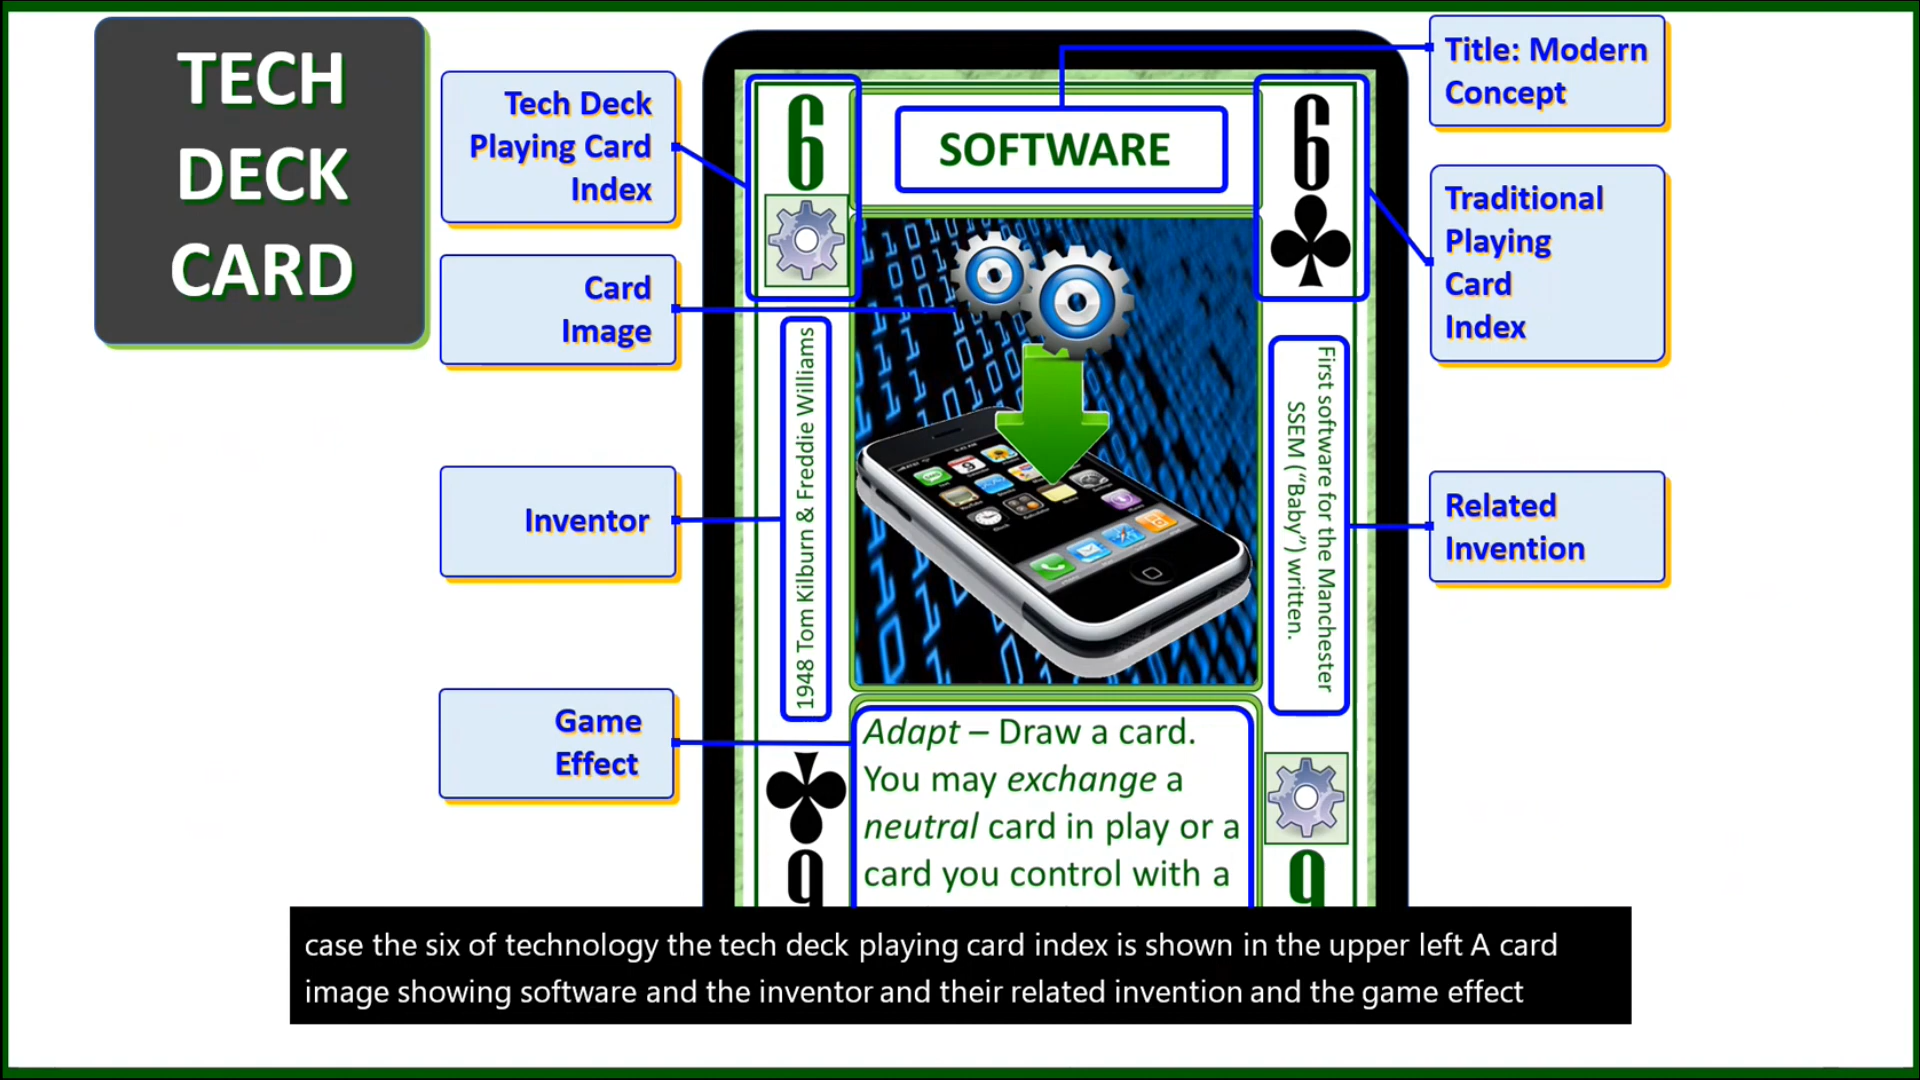 TECH
DECK
CARD
Tech Deck
Playing Card
Index
Card
Image
Inventor
Game
Effect
6
SOFTWARE
6
1948 Tom Kilburn & Freddie Williams
First software for the Manchester
SSEM (“Baby”) written.
Adapt – Draw a card.
You may exchange a
neutral card in play or a
card you control with a
6
6
Title: Modern
Concept
Traditional
Playing
Card
Index
Related
Invention
case the six of technology the tech deck playing card index is shown in the upper left A card
image showing software and the inventor and their related invention and the game effect